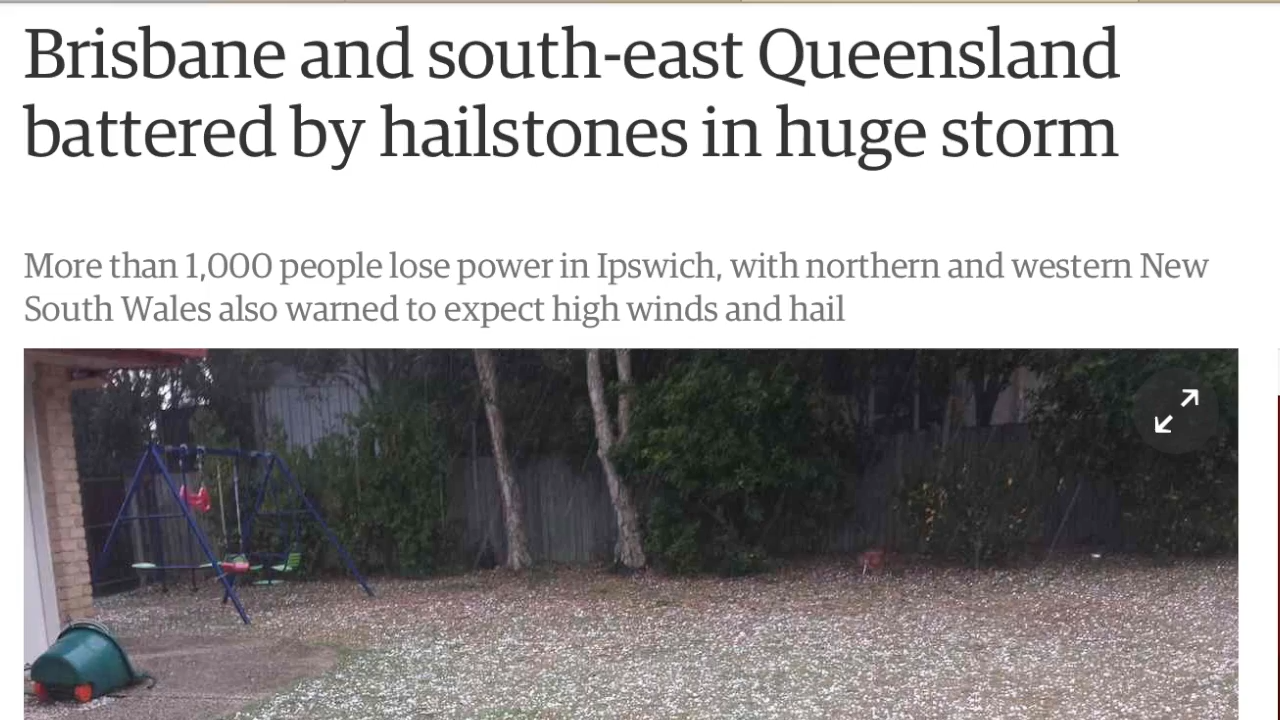 Brisbane and south-east Queensland
battered by hailstones in huge storm
More than 1,000 people lose power in Ipswich, with northern and western New
South Wales also warned to expect high winds and hail